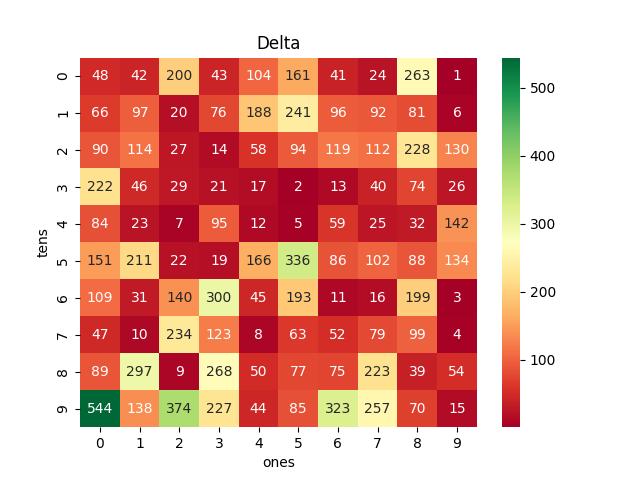 Delta
tens
0 48 42 200 43 104 161 41 24 263 1
1 66 97 20 76 188 241 96 92 81 6
2 90 114 27 14 58 94 119 112 228 130
3 222 46 29 21 17 2 13 40 74 26
4 84 23 7 95 12 5 59 25 32 142
5 151 211 22 19 166 336 86 102 88 134
6 109 31 140 300 45 193 11 16 199 3
7 47 10 234 123 8 63 52 79 99 4
8 89 297 9 268 50 77 75 223 39 54
9 544 138 374 227 44 85 323 257 70 15
0 1 2 3 4 5 6 7 8 9
ones
500
400
300
200
100